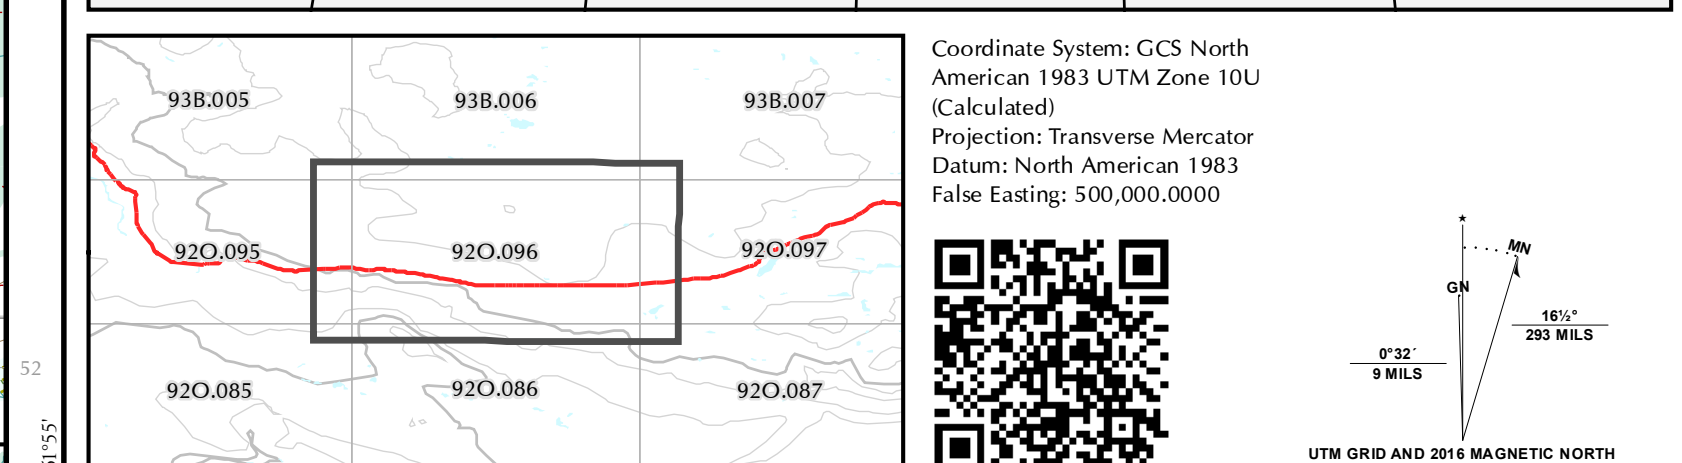 93B.005
93B.006
93B.007
92O.095
92O.096
92O.097
92O.085
92O.086
92O.087
52
Coordinate System: GCS North
American 1983 UTM Zone 10U
(Calculated)
Projection: Transverse Mercator
Datum: North American 1983
False Easting: 500,000.0000
MN
GN
16½°
293 MILS
0°32´
9 MILS
UTM GRID AND 2016 MAGNETIC NORTH